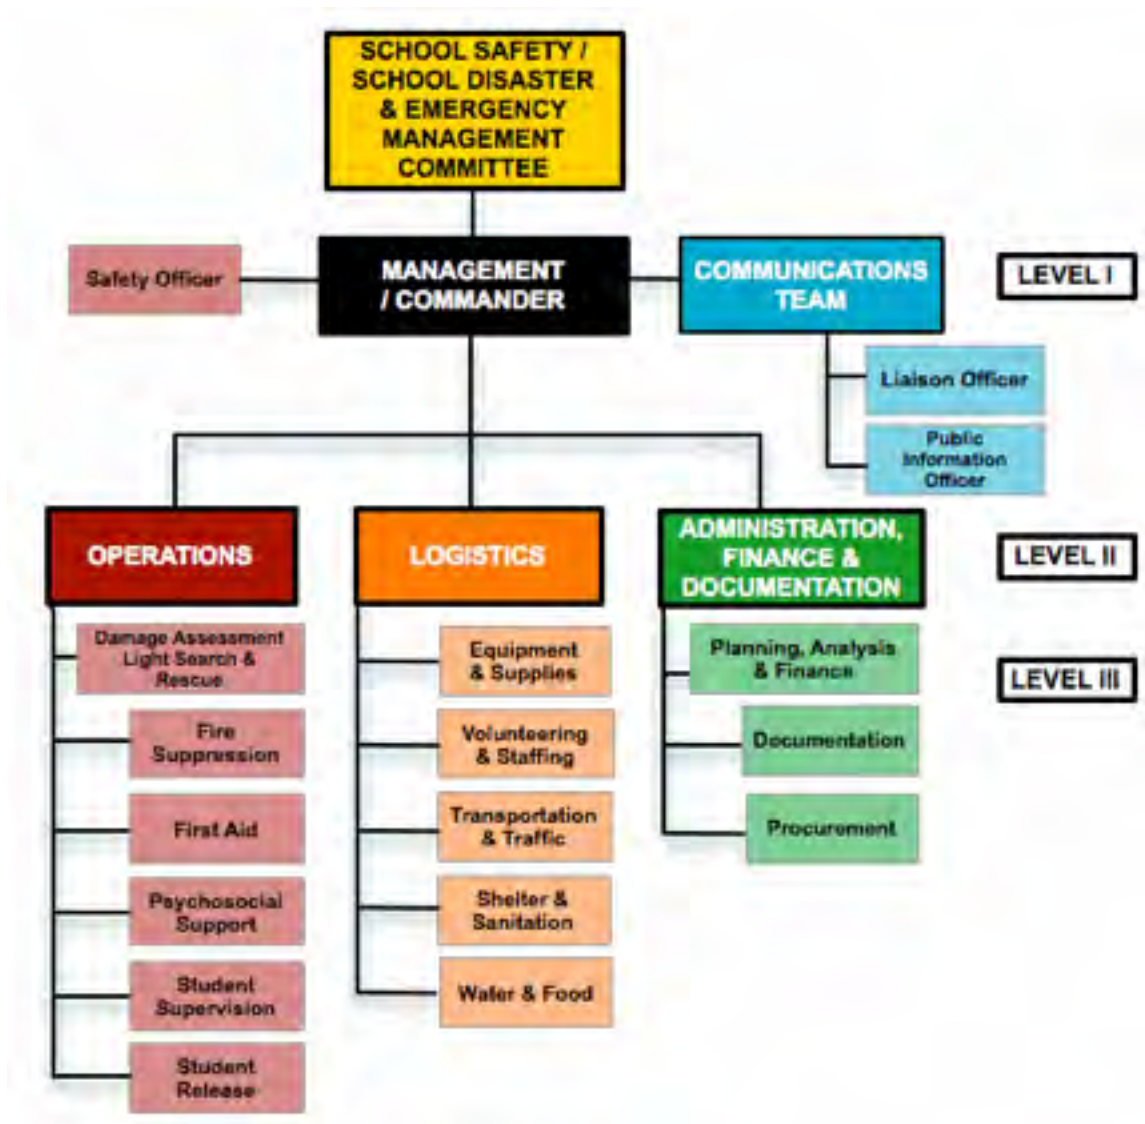 SCHOOL SAFETY /
SCHOOL DISASTER
& EMERGENCY
MANAGEMENT
COMMITTEE
Safety Officer
MANAGEMENT
/ COMMANDER
COMMUNICATIONS
TEAM
LEVEL I
Liaison Officer
Public
Information
Officer
OPERATIONS
LOGISTICS
ADMINISTRATION,
FINANCE &
DOCUMENTATION
LEVEL II
Damage Assessment
Light Search &
Rescue
Fire
Suppression
First Aid
Psychosocial
Support
Student
Supervision
Student
Release
Equipment
& Supplies
Volunteering
& Staffing
Transportation
& Traffic
Shelter &
Sanitation
Water & Food
Planning, Analysis
& Finance
Documentation
Procurement
LEVEL III